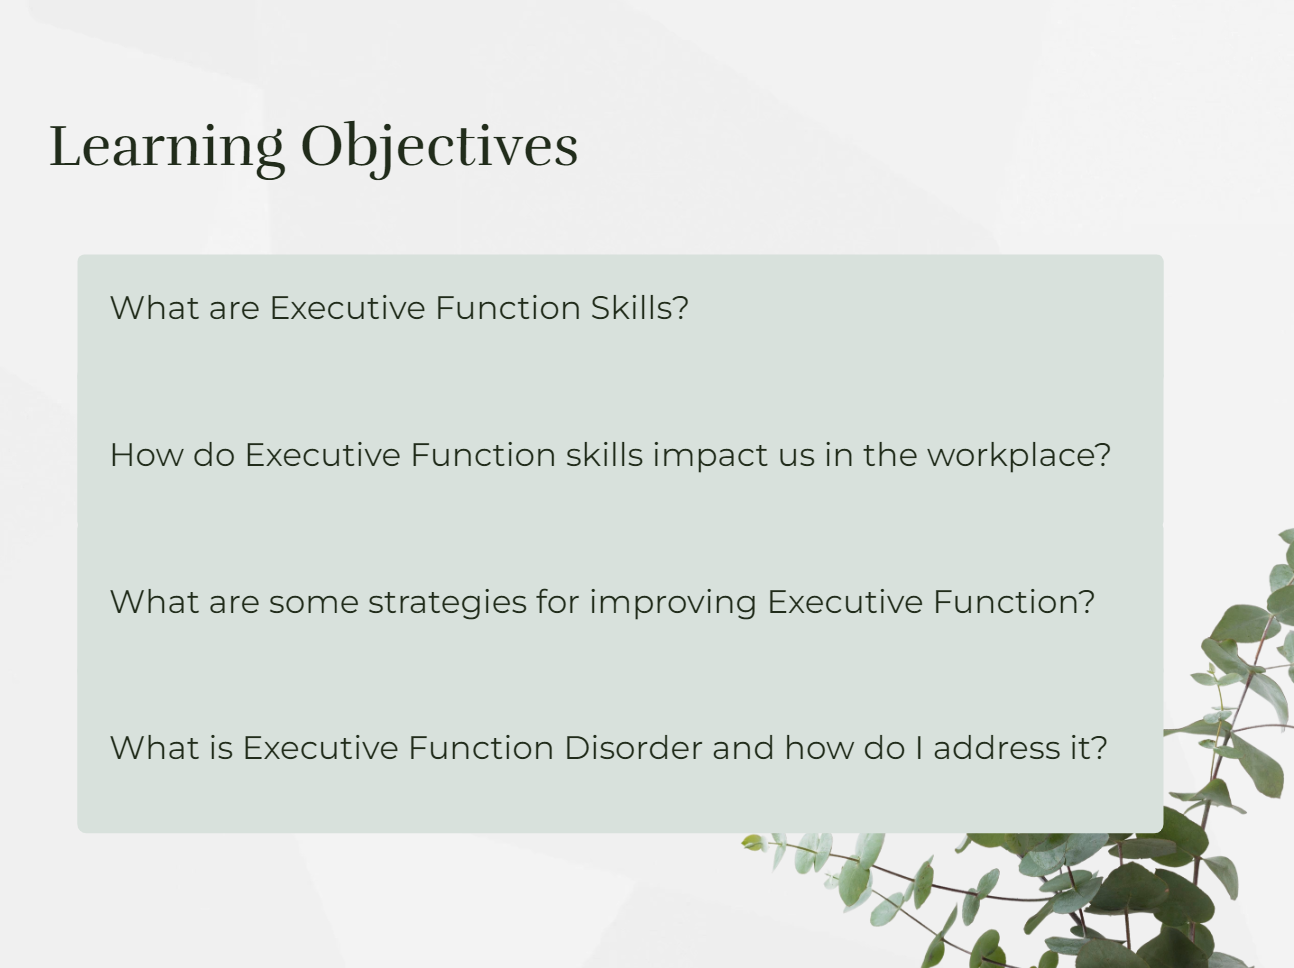 Learning Objectives
What are Executive Function Skills?
How do Executive Function skills impact us in the workplace?
What are some strategies for improving Executive Function?
What is Executive Function Disorder and how do I address it?